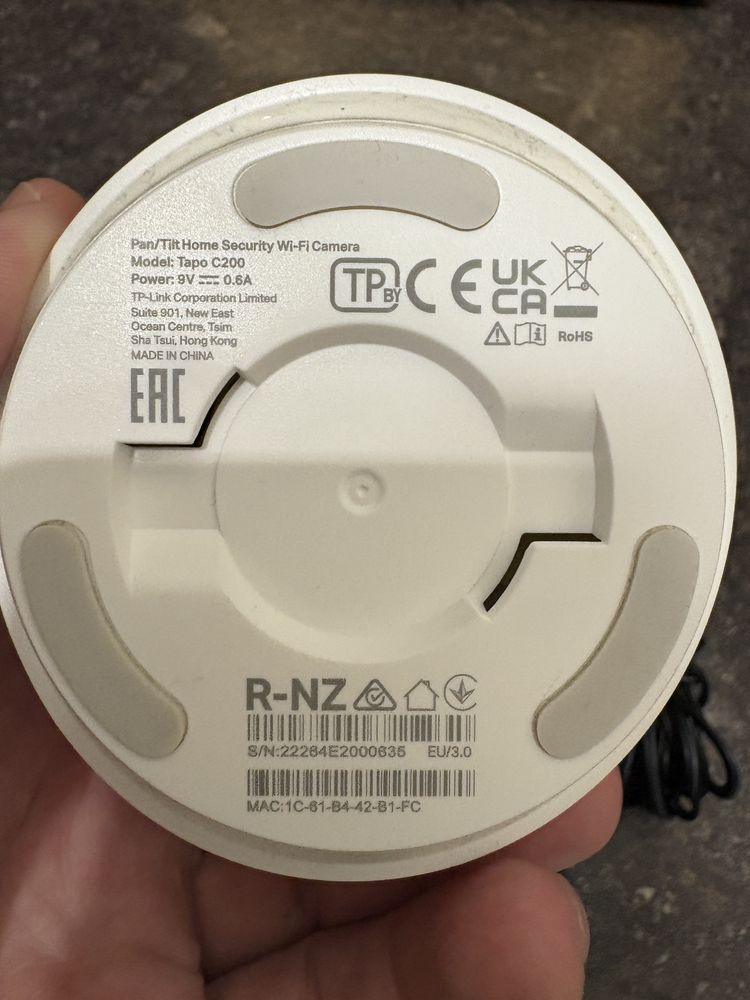 Pan/Tilt Home Security Wi-Fi Camera
Model: Tapo C200
Power: 9V ⎓ 0.6A
TP-Link Corporation Limited
Suite 901, New East
Ocean Centre, Tsim
Sha Tsui, Hong Kong
MADE IN CHINA
EAC
TP BY CE UK CA
RoHS
R-NZ
S/N:22264E2000635 EU/3.0
MAC:1C-61-B4-42-B1-FC